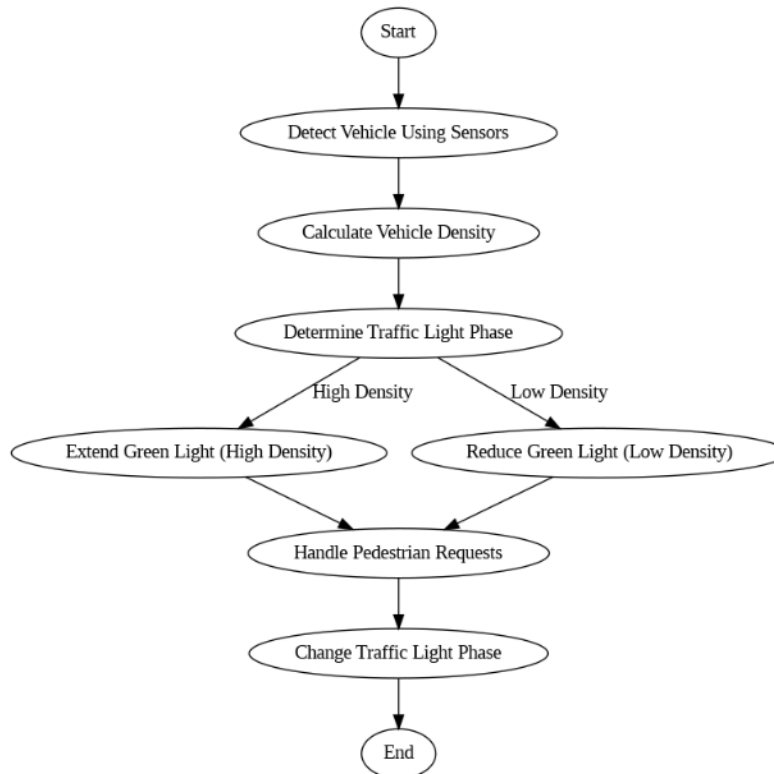 Start
Detect Vehicle Using Sensors
Calculate Vehicle Density
Determine Traffic Light Phase
High Density
Low Density
Extend Green Light (High Density)
Reduce Green Light (Low Density)
Handle Pedestrian Requests
Change Traffic Light Phase
End